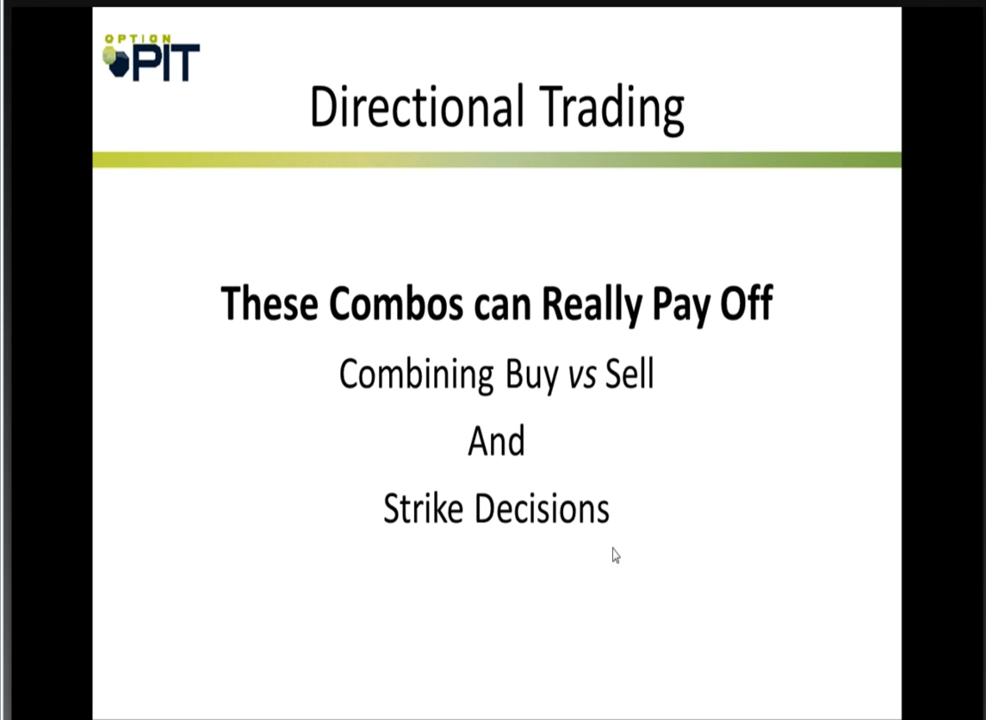 OPTION
PIT
Directional Trading
These Combos can Really Pay Off
Combining Buy vs Sell
And
Strike Decisions